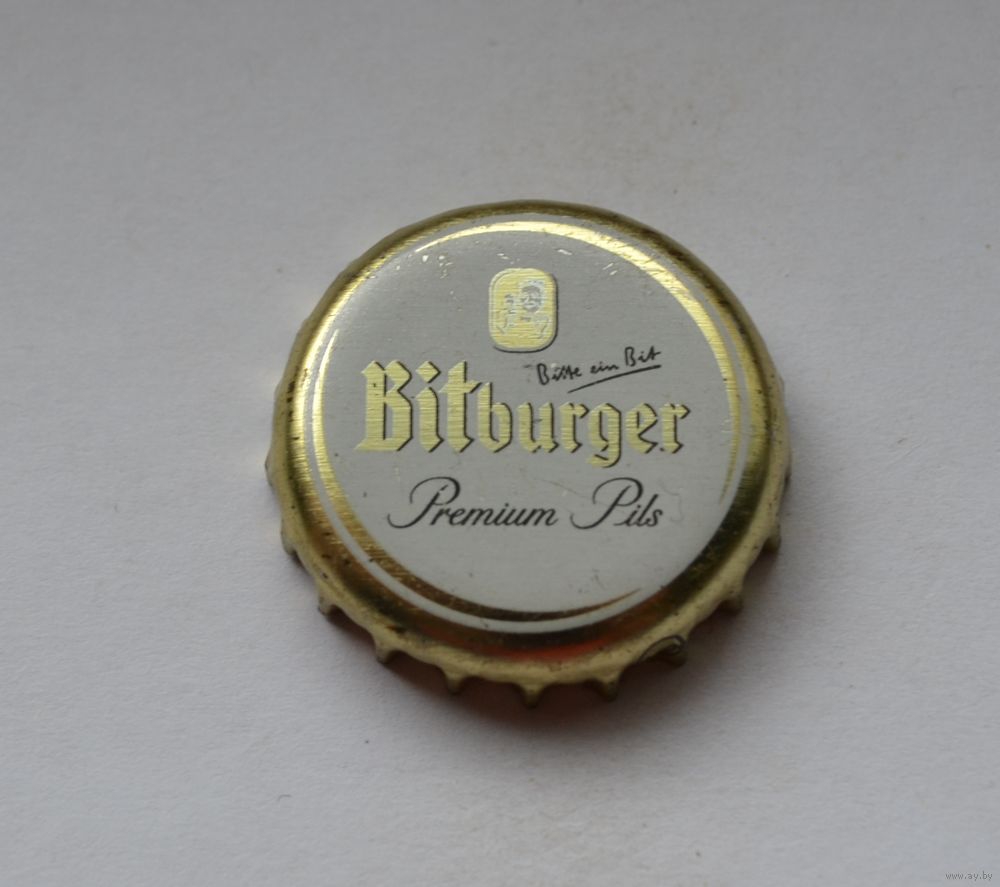 Bitte ein Bit
Bitburger
Premium Pils
www.ay.by